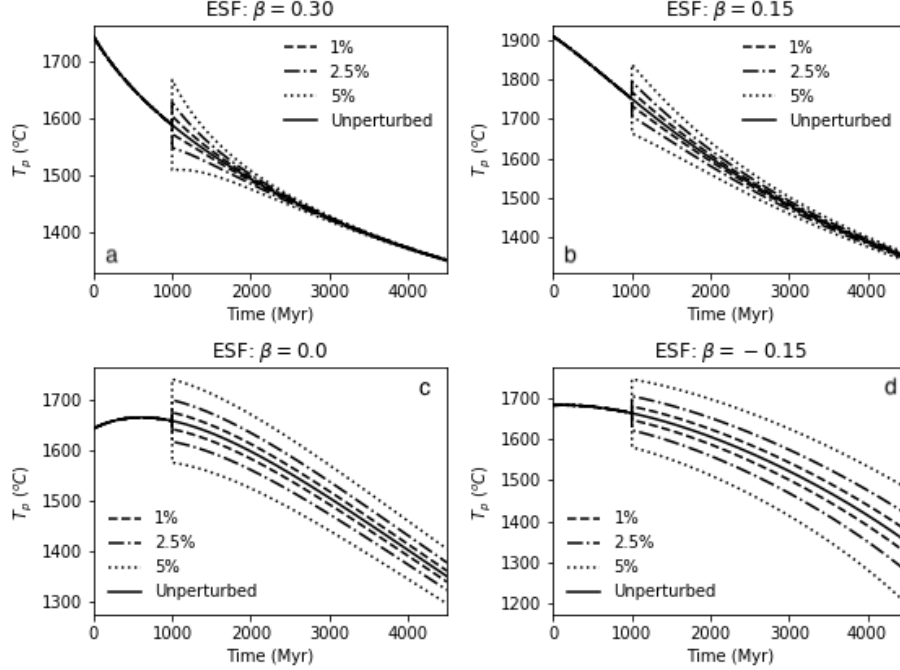 ESF: β = 0.30
1700
1600
1500
1400
Tp (°C)
1%
2.5%
5%
Unperturbed
a
0 1000 2000 3000 4000
Time (Myr)
ESF: β = 0.15
1900
1800
1700
1600
1500
1400
Tp (°C)
1%
2.5%
5%
Unperturbed
b
0 1000 2000 3000 4000
Time (Myr)
ESF: β = 0.0
1700
1600
1500
1400
1300
Tp (°C)
c
1%
2.5%
5%
Unperturbed
0 1000 2000 3000 4000
Time (Myr)
ESF: β = − 0.15
1700
1600
1500
1400
1300
1200
Tp (°C)
d
1%
2.5%
5%
Unperturbed
0 1000 2000 3000 4000
Time (Myr)